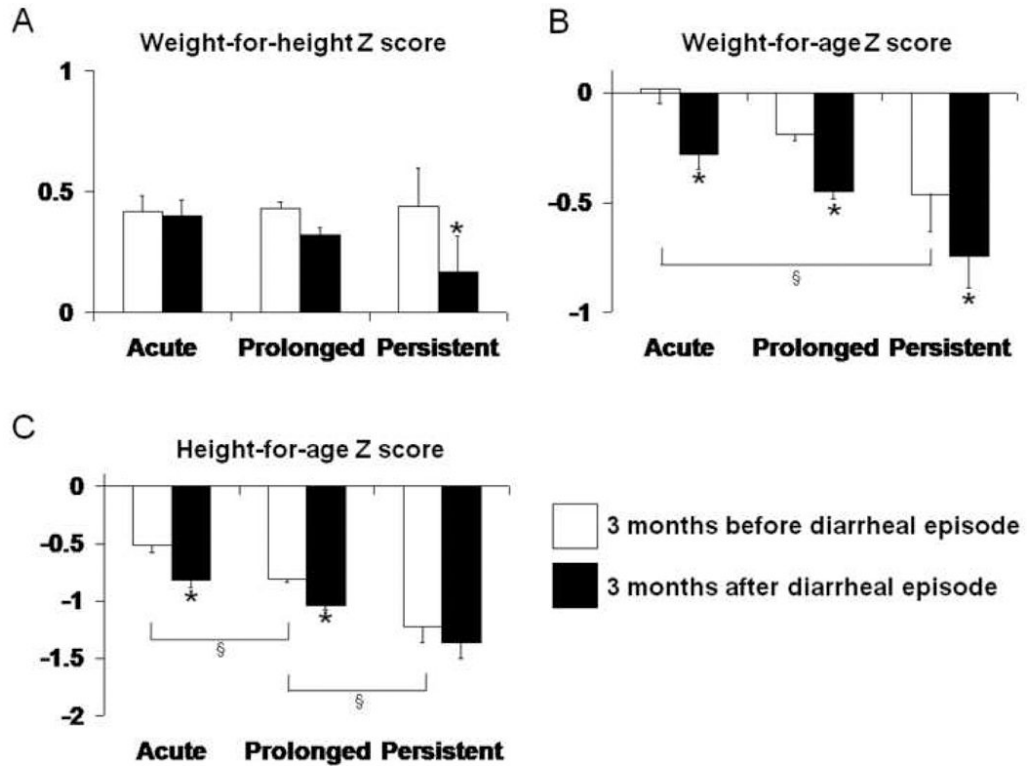 A
Weight-for-height Z score
1
0.5
0
*
Acute Prolonged Persistent
B
Weight-for-age Z score
0
-0.5
-1
*
*
*
§
Acute Prolonged Persistent
C
Height-for-age Z score
0
-0.5
-1
-1.5
-2
*
*
§
§
Acute Prolonged Persistent
3 months before diarrheal episode
3 months after diarrheal episode